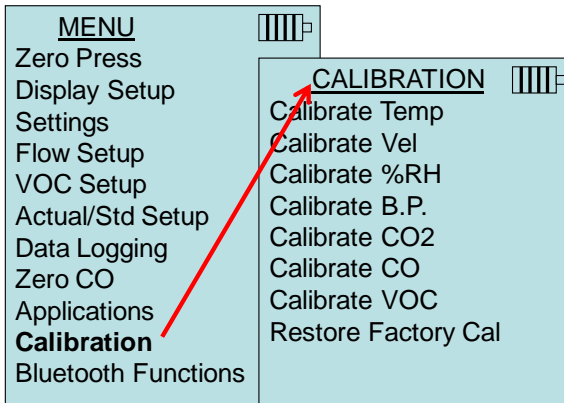 MENU
Zero Press
Display Setup
Settings
Flow Setup
VOC Setup
Actual/Std Setup
Data Logging
Zero CO
Applications
Calibration
Bluetooth Functions
CALIBRATION
Calibrate Temp
Calibrate Vel
Calibrate %RH
Calibrate B.P.
Calibrate CO2
Calibrate CO
Calibrate VOC
Restore Factory Cal